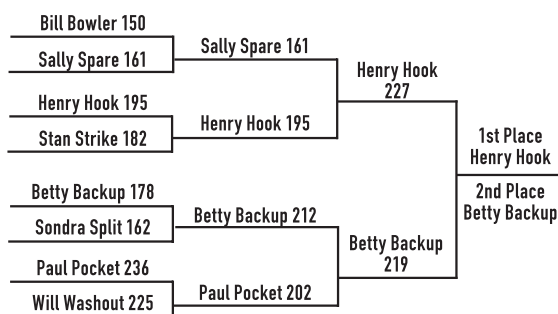 Bill Bowler 150
Sally Spare 161
Henry Hook 195
Stan Strike 182
Betty Backup 178
Sondra Split 162
Paul Pocket 236
Will Washout 225
Sally Spare 161
Henry Hook 195
Betty Backup 212
Paul Pocket 202
Henry Hook
227
Betty Backup
219
1st Place
Henry Hook
2nd Place
Betty Backup